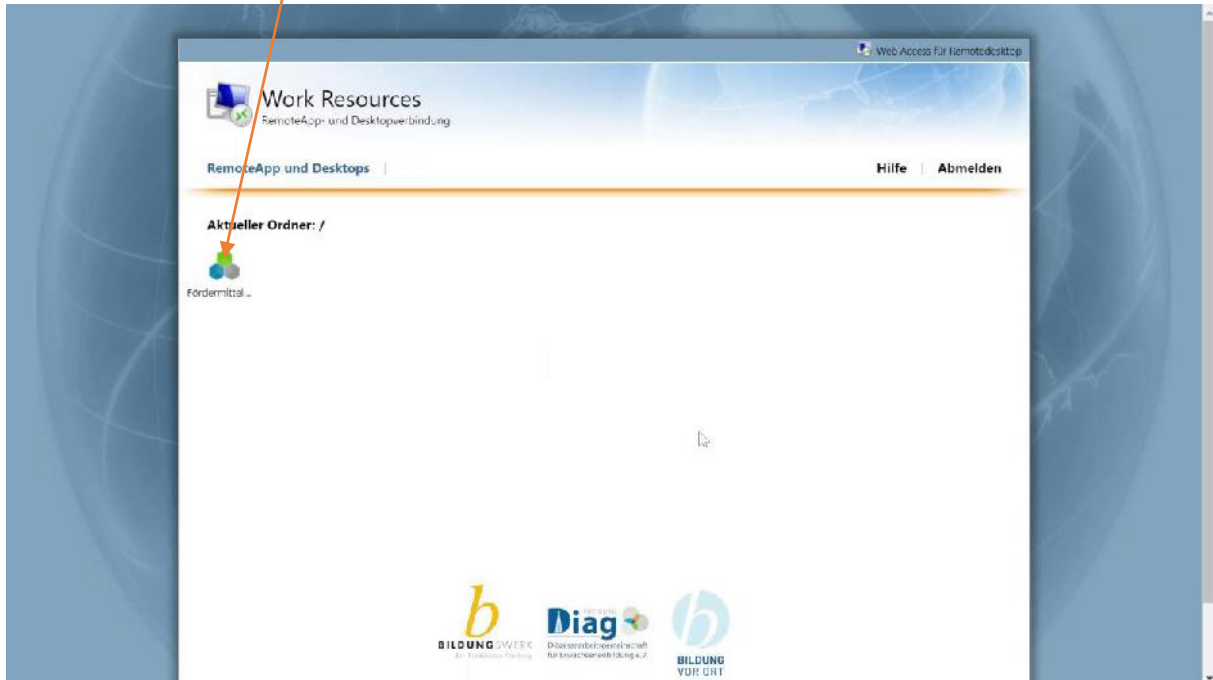 Web Access für Remotedesktop
Work Resources
RemoteApp- und Desktopverbindung
RemoteApp und Desktops
Hilfe | Abmelden
Aktueller Ordner: /
Fördermittel ...
BILDUNGSWERK
Diag
BILDUNG
VOR ORT